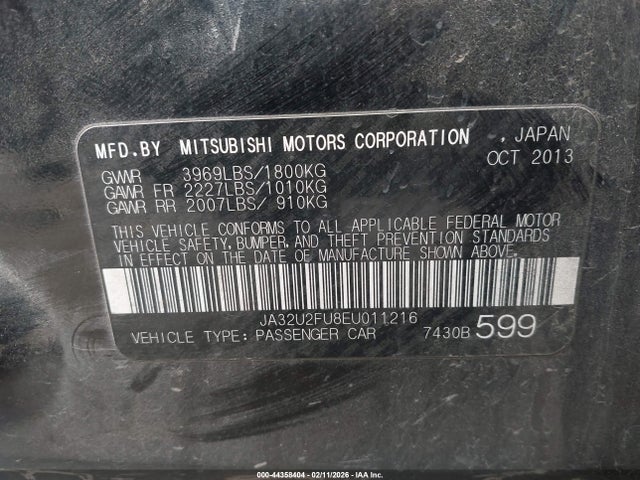 MFD.BY MITSUBISHI MOTORS CORPORATION , JAPAN
GVWR 3969LBS/1800KG OCT 2013
GAWR FR 2227LBS/1010KG
GAWR RR 2007LBS/ 910KG
THIS VEHICLE CONFORMS TO ALL APPLICABLE FEDERAL MOTOR
VEHICLE SAFETY, BUMPER, AND THEFT PREVENTION STANDARDS
IN EFFECT ON THE DATE OF MANUFACTURE SHOWN ABOVE.
JA32U2FU8EU011216
VEHICLE TYPE: PASSENGER CAR 7430B 599
000-44358404 - 02/11/2026 - IAA Inc.